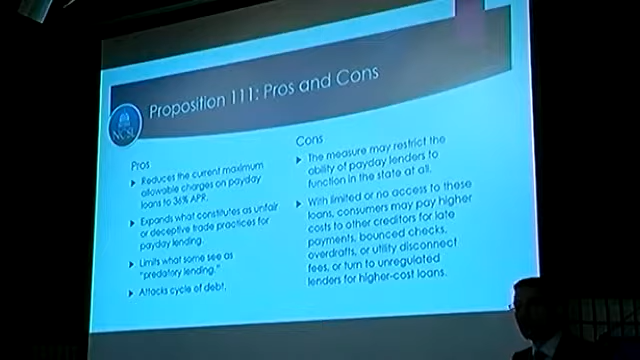 Proposition 111: Pros and Cons
NCSL
Pros
Reduces the current maximum
allowable charges on payday
loans to 36% APR.
Expands what constitutes as unfair
or deceptive trade practices for
payday lending.
Limits what some see as
"predatory lending."
Attacks cycle of debt.
Cons
The measure may restrict the
ability of payday lenders to
function in the state at all.
With limited or no access to these
loans, consumers may pay higher
costs to other creditors for late
payments, bounced checks,
overdrafts, or utility disconnect
fees, or turn to unregulated
lenders for higher-cost loans.